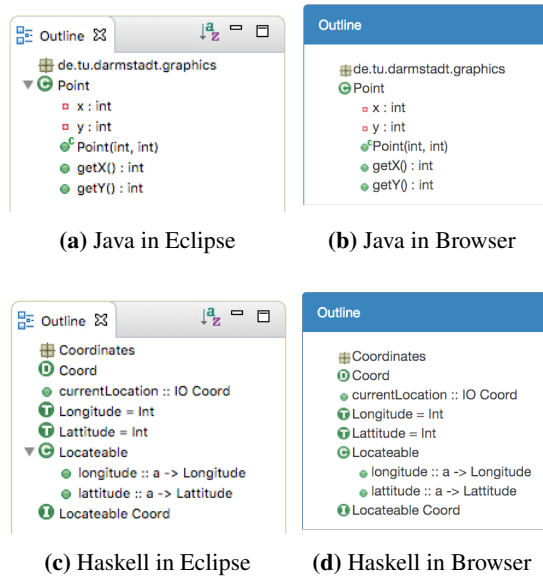 Outline
de.tu.darmstadt.graphics
C Point
x : int
y : int
C Point(int, int)
getX() : int
getY() : int
(a) Java in Eclipse
Outline
de.tu.darmstadt.graphics
C Point
x : int
y : int
C Point(int, int)
getX() : int
getY() : int
(b) Java in Browser
Outline
Coordinates
D Coord
currentLocation :: IO Coord
T Longitude = Int
T Lattitude = Int
C Locateable
longitude :: a -> Longitude
lattitude :: a -> Lattitude
I Locateable Coord
(c) Haskell in Eclipse
Outline
Coordinates
D Coord
currentLocation :: IO Coord
T Longitude = Int
T Lattitude = Int
C Locateable
longitude :: a -> Longitude
lattitude :: a -> Lattitude
I Locateable Coord
(d) Haskell in Browser